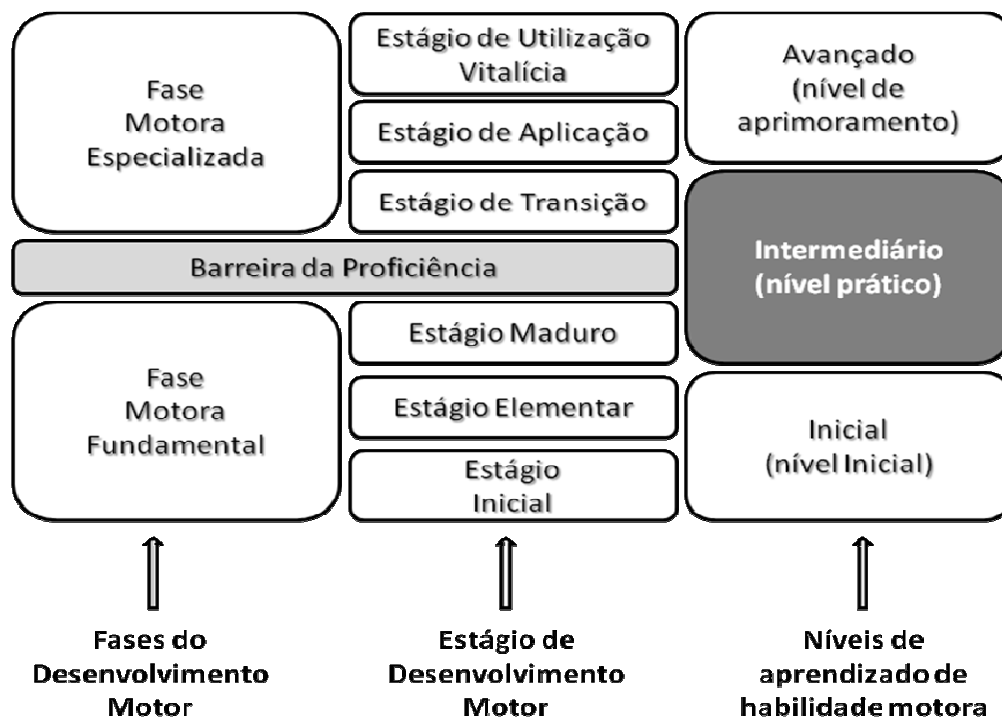 Fase
Motora
Especializada
Estágio de Utilização
Vitalícia
Estágio de Aplicação
Estágio de Transição
Avançado
(nível de
aprimoramento)
Barreira da Proficiência
Intermediário
(nível prático)
Fase
Motora
Fundamental
Estágio Maduro
Estágio Elementar
Estágio
Inicial
Inicial
(nível Inicial)
Fases do
Desenvolvimento
Motor
Estágio de
Desenvolvimento
Motor
Níveis de
aprendizado de
habilidade motora